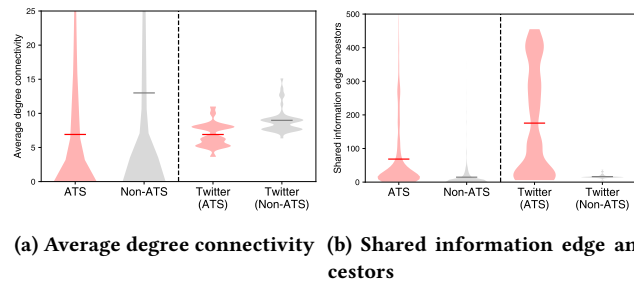 Average degree connectivity
25
20
15
10
5
0
ATS
Non-ATS
Twitter
(ATS)
Twitter
(Non-ATS)
Shared information edge
ancestors
500
400
300
200
100
0
ATS
Non-ATS
Twitter
(ATS)
Twitter
(Non-ATS)
(a) Average degree connectivity
(b) Shared information edge an-
cestors